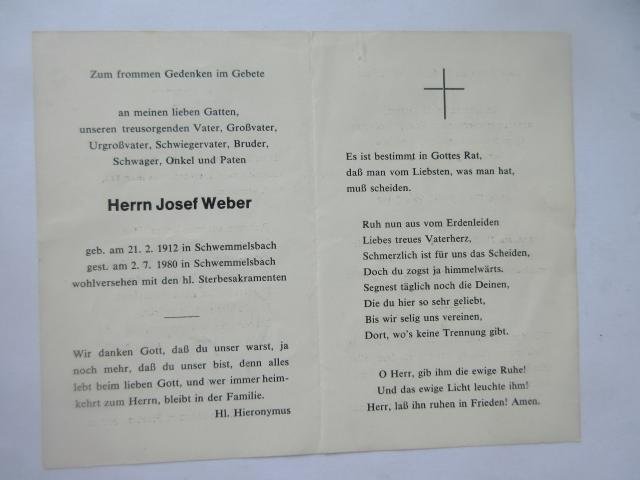 Zum frommen Gedenken im Gebete
an meinen lieben Gatten,
unseren treusorgenden Vater, Großvater,
Urgroßvater, Schwiegervater, Bruder,
Schwager, Onkel und Paten
Herrn Josef Weber
geb. am 21. 2. 1912 in Schwemmelsbach
gest. am 2. 7. 1980 in Schwemmelsbach
wohlversehen mit den hl. Sterbesakramenten
Wir danken Gott, daß du unser warst, ja
noch mehr, daß du unser bist, denn alles
lebt beim lieben Gott, und wer immer heim-
kehrt zum Herrn, bleibt in der Familie.
Hl. Hieronymus
Es ist bestimmt in Gottes Rat,
daß man vom Liebsten, was man hat,
muß scheiden.
Ruh nun aus vom Erdenleiden
Liebes treues Vaterherz,
Schmerzlich ist für uns das Scheiden,
Doch du zogst ja himmelwärts.
Segnest täglich noch die Deinen,
Die du hier so sehr geliebt,
Bis wir selig uns vereinen,
Dort, wo's keine Trennung gibt.
O Herr, gib ihm die ewige Ruhe!
Und das ewige Licht leuchte ihm!
Herr, laß ihn ruhen in Frieden! Amen.